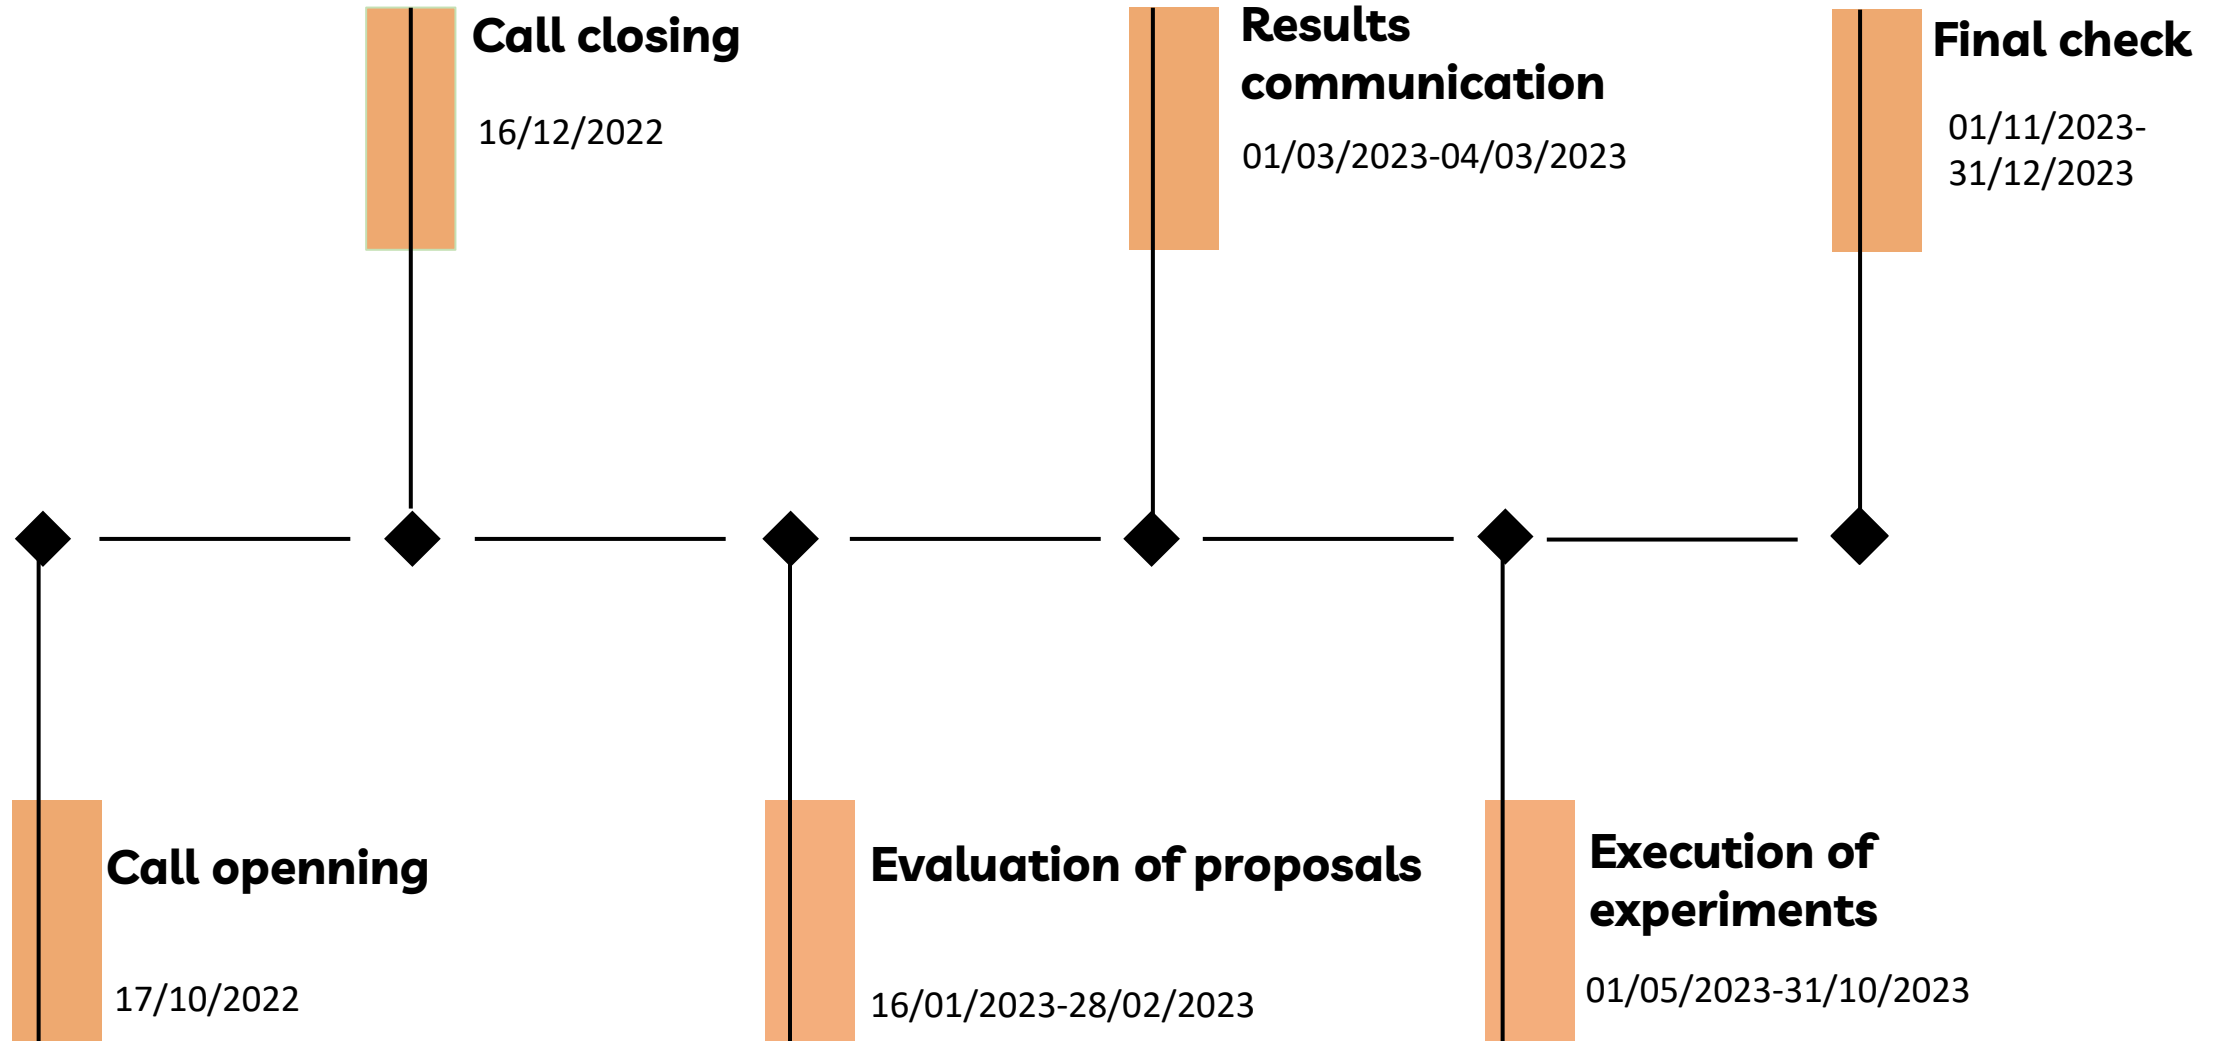 Call closing
16/12/2022
Results
communication
01/03/2023-04/03/2023
Final check
01/11/2023-
31/12/2023
Call openning
17/10/2022
Evaluation of proposals
16/01/2023-28/02/2023
Execution of
experiments
01/05/2023-31/10/2023